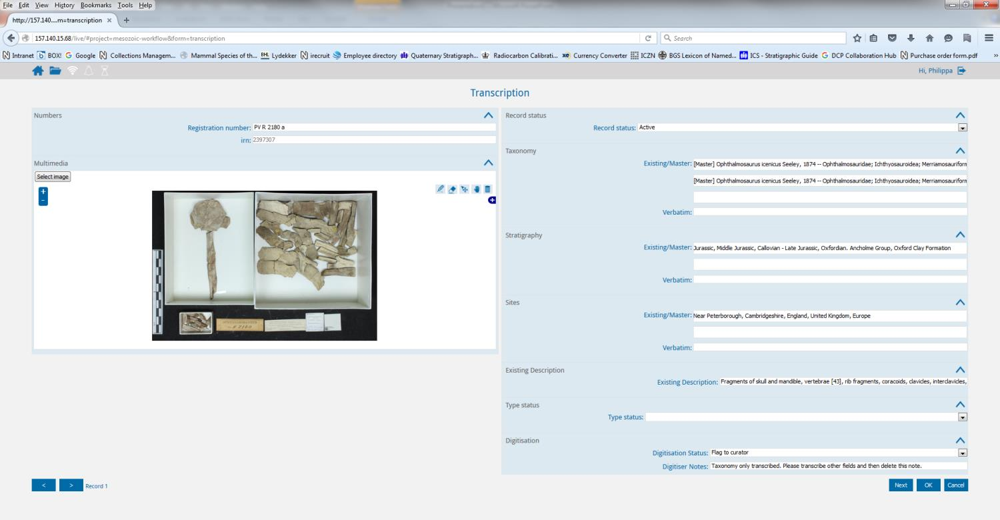 File Edit View History Bookmarks Tools Help
http://157.140....m=transcription × +
157.140.15.68/live/#project=mesozoic-workflow&form=transcription
Search
Intranet BOX! Google Collections Managem... Mammal Species of th... BHL Lydekker irecruit Employee directory Quaternary Stratigraph... Radiocarbon Calibrati... xe Currency Converter ICZN BGS Lexicon of Named... ICS - Stratigraphic Guide DCP Collaboration Hub Purchase order form.pdf »
Hi, Philippa
Transcription
Numbers
Registration number: PV R 2180 a
irn: 2397307
Multimedia
Select image
+
-
R 2180
Record status
Record status: Active
Taxonomy
Existing/Master: [Master] Ophthalmosaurus icenicus Seeley, 1874 -- Ophthalmosauridae; Ichthyosauroidea; Merriamosauriforn
[Master] Ophthalmosaurus icenicus Seeley, 1874 -- Ophthalmosauridae; Ichthyosauroidea; Merriamosauriforn
Verbatim:
Stratigraphy
Existing/Master: Jurassic, Middle Jurassic, Callovian - Late Jurassic, Oxfordian. Ancholme Group, Oxford Clay Formation
Verbatim:
Sites
Existing/Master: Near Peterborough, Cambridgeshire, England, United Kingdom, Europe
Verbatim:
Existing Description
Existing Description: Fragments of skull and mandible, vertebrae [43], rib fragments, coracoids, clavicles, interclavicles,
Type status
Type status:
Digitisation
Digitisation Status: Flag to curator
Digitiser Notes: Taxonomy only transcribed. Please transcribe other fields and then delete this note.
< > Record 1
Next OK Cancel